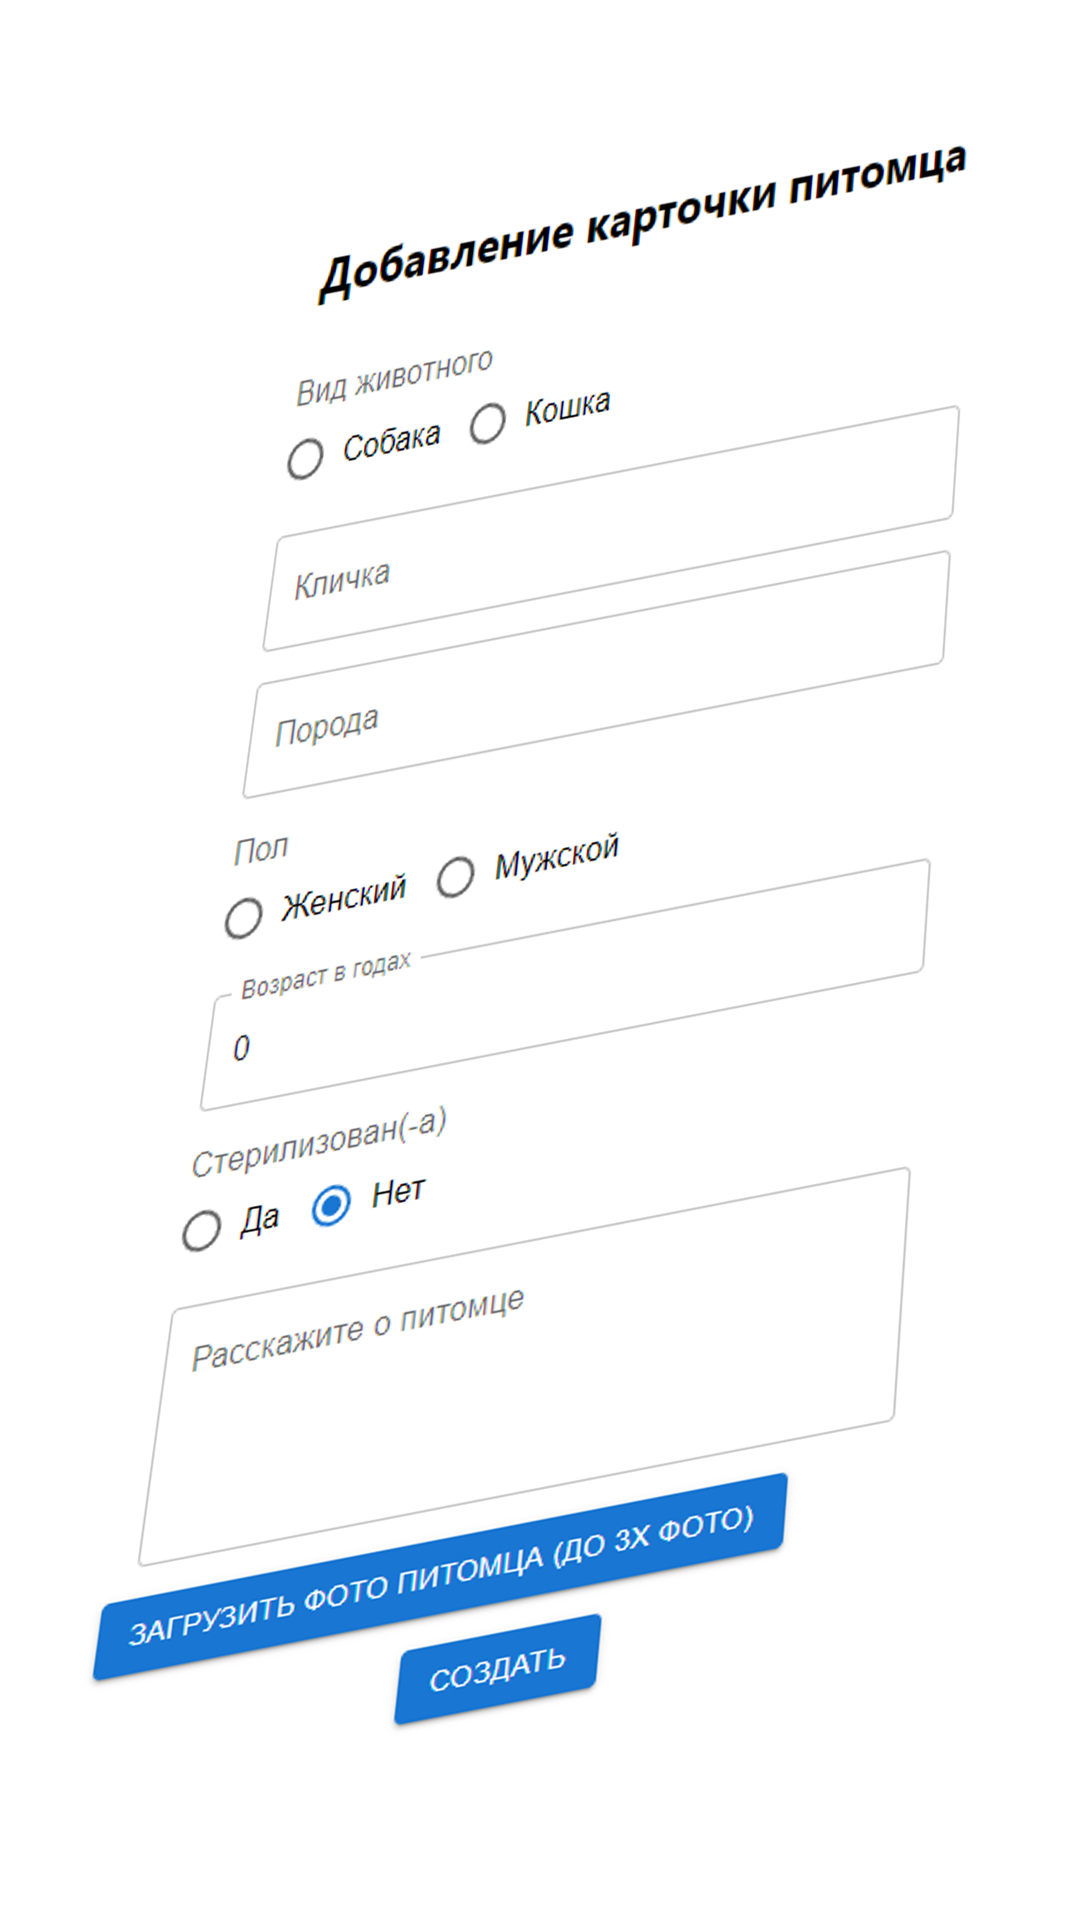 Добавление карточки питомца
Вид животного
Собака Кошка
Кличка
Порода
Пол
Женский Мужской
Возраст в годах
0
Стерилизован(-а)
Да Нет
Расскажите о питомце
ЗАГРУЗИТЬ ФОТО ПИТОМЦА (ДО 3Х ФОТО)
СОЗДАТЬ